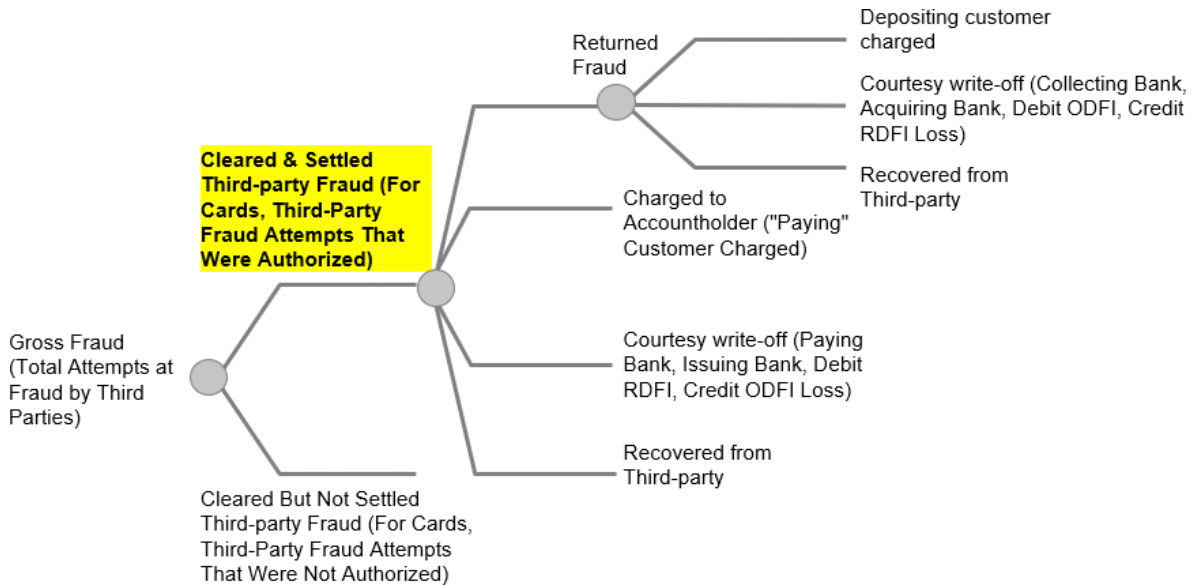 Gross Fraud
(Total Attempts at
Fraud by Third
Parties)
Cleared & Settled
Third-party Fraud (For
Cards, Third-Party
Fraud Attempts That
Were Authorized)
Cleared But Not Settled
Third-party Fraud (For Cards,
Third-Party Fraud Attempts
That Were Not Authorized)
Returned
Fraud
Depositing customer
charged
Courtesy write-off (Collecting Bank,
Acquiring Bank, Debit ODFI, Credit
RDFI Loss)
Recovered from
Third-party
Charged to
Accountholder ("Paying"
Customer Charged)
Courtesy write-off (Paying
Bank, Issuing Bank, Debit
RDFI, Credit ODFI Loss)
Recovered from
Third-party